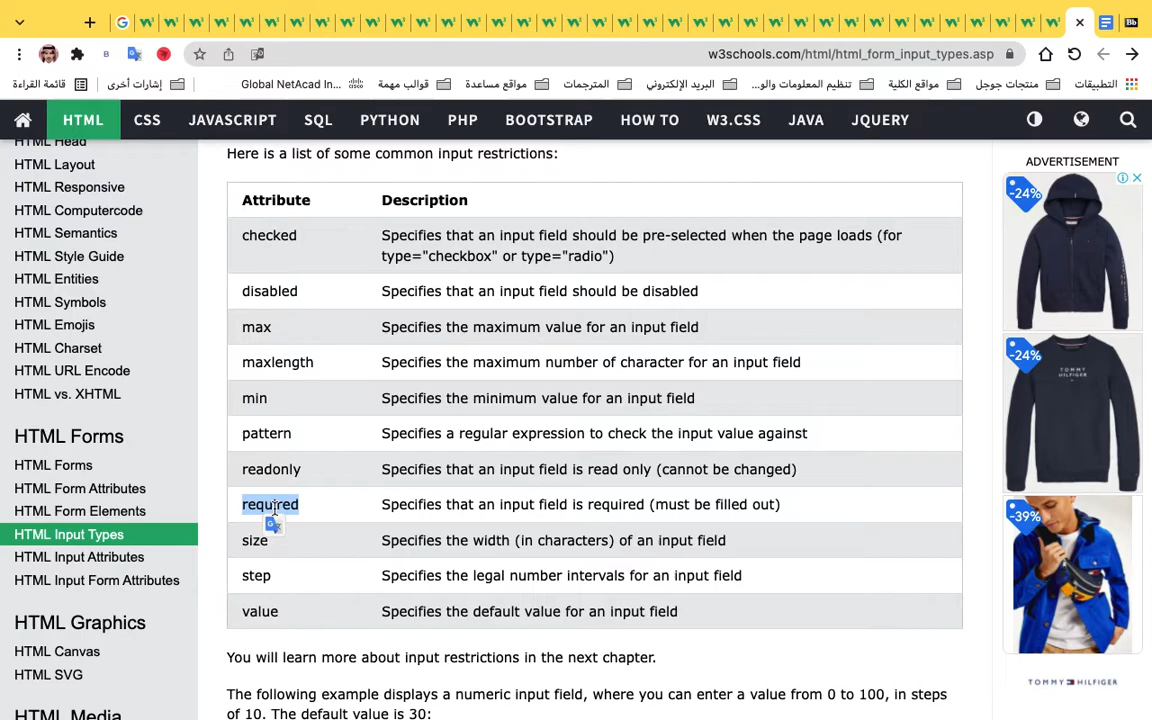 w3schools.com/html/html_form_input_types.asp
التطبيقات
منتجات جوجل
مواقع الكلية
تنظيم المعلومات والو...
البريد الإلكتروني
المترجمات
مواقع مساعدة
قوالب مهمة
Global NetAcad In...
إشارات أخرى
قائمة القراءة
HTML CSS JAVASCRIPT SQL PYTHON PHP BOOTSTRAP HOW TO W3.CSS JAVA JQUERY
HTML Head
HTML Layout
HTML Responsive
HTML Computercode
HTML Semantics
HTML Style Guide
HTML Entities
HTML Symbols
HTML Emojis
HTML Charset
HTML URL Encode
HTML vs. XHTML
HTML Forms
HTML Forms
HTML Form Attributes
HTML Form Elements
HTML Input Types
HTML Input Attributes
HTML Input Form Attributes
HTML Graphics
HTML Canvas
HTML SVG
HTML Media
Here is a list of some common input restrictions:
Attribute Description
checked Specifies that an input field should be pre-selected when the page loads (for
type="checkbox" or type="radio")
disabled Specifies that an input field should be disabled
max Specifies the maximum value for an input field
maxlength Specifies the maximum number of character for an input field
min Specifies the minimum value for an input field
pattern Specifies a regular expression to check the input value against
readonly Specifies that an input field is read only (cannot be changed)
required Specifies that an input field is required (must be filled out)
size Specifies the width (in characters) of an input field
step Specifies the legal number intervals for an input field
value Specifies the default value for an input field
You will learn more about input restrictions in the next chapter.
The following example displays a numeric input field, where you can enter a value from 0 to 100, in steps
of 10. The default value is 30:
ADVERTISEMENT
-24%
-24%
TOMMY
HILFIGER
-39%
TOMMY HILFIGER